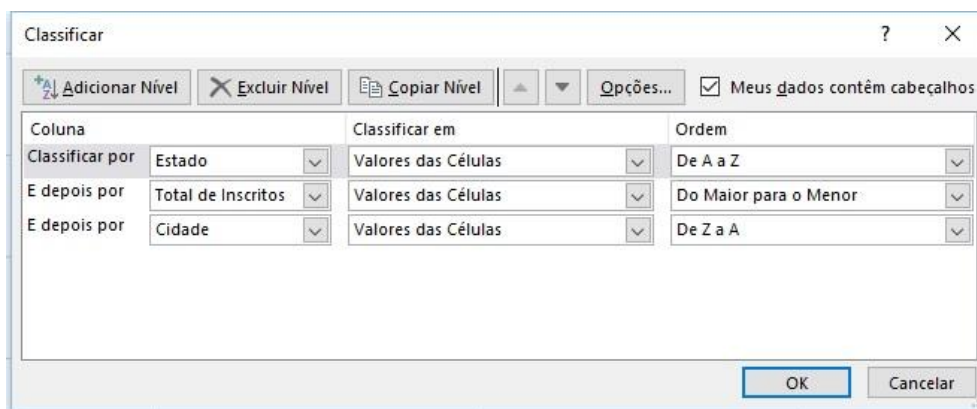 Classificar ? X
Adicionar Nível Excluir Nível Copiar Nível Opções... Meus dados contêm cabeçalhos
Coluna Classificar em Ordem
Classificar por Estado Valores das Células De A a Z
E depois por Total de Inscritos Valores das Células Do Maior para o Menor
E depois por Cidade Valores das Células De Z a A
OK Cancelar